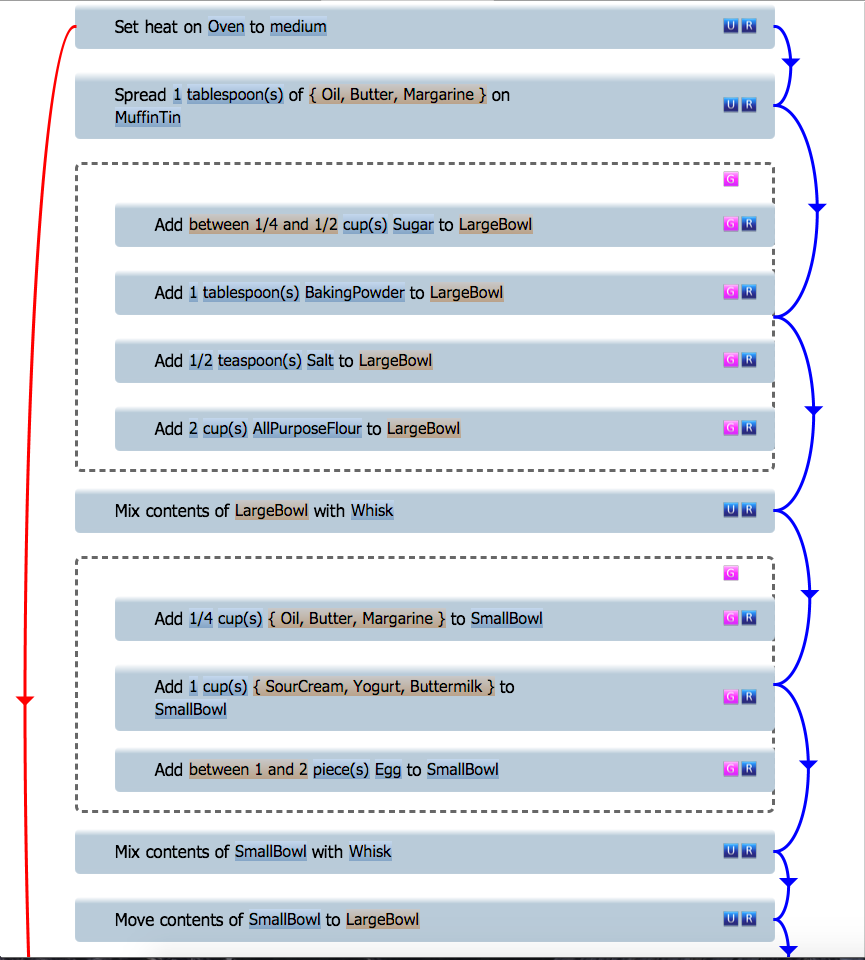 Set heat on Oven to medium U R
Spread 1 tablespoon(s) of { Oil, Butter, Margarine } on
MuffinTin U R
G
Add between 1/4 and 1/2 cup(s) Sugar to LargeBowl G R
Add 1 tablespoon(s) BakingPowder to LargeBowl G R
Add 1/2 teaspoon(s) Salt to LargeBowl G R
Add 2 cup(s) AllPurposeFlour to LargeBowl G R
Mix contents of LargeBowl with Whisk U R
G
Add 1/4 cup(s) { Oil, Butter, Margarine } to SmallBowl G R
Add 1 cup(s) { SourCream, Yogurt, Buttermilk } to
SmallBowl G R
Add between 1 and 2 piece(s) Egg to SmallBowl G R
Mix contents of SmallBowl with Whisk U R
Move contents of SmallBowl to LargeBowl U R